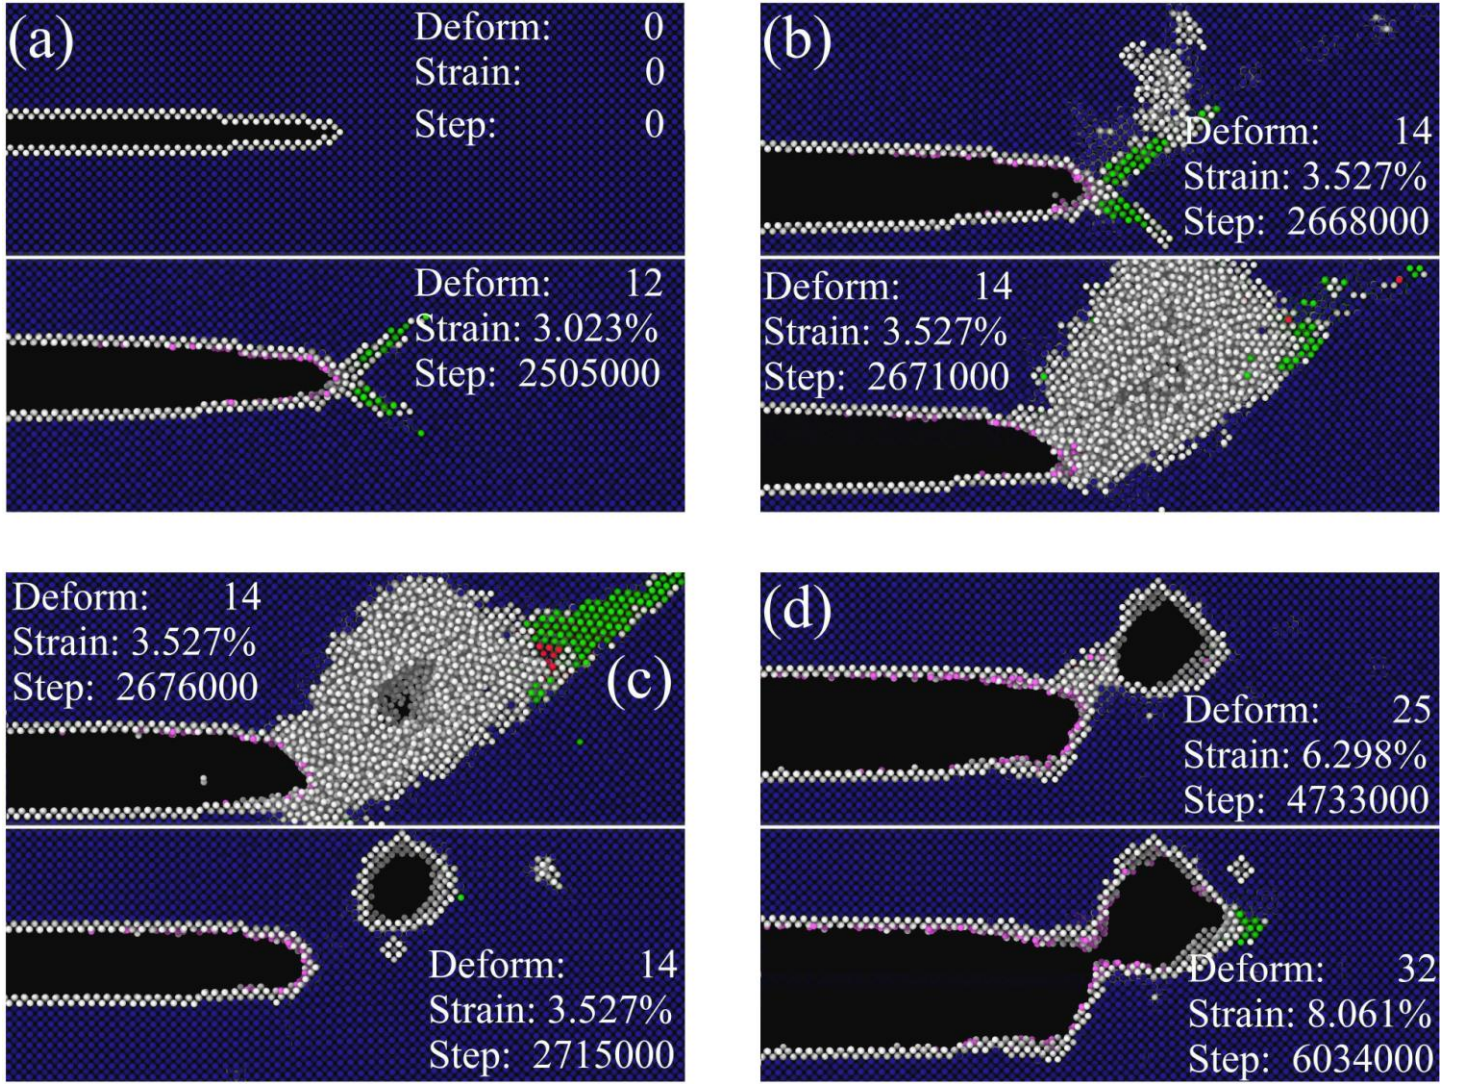 (a)
Deform: 0
Strain: 0
Step: 0
Deform: 12
Strain: 3.023%
Step: 2505000
(b)
Deform: 14
Strain: 3.527%
Step: 2668000
Deform: 14
Strain: 3.527%
Step: 2671000
Deform: 14
Strain: 3.527%
Step: 2676000
(c)
Deform: 14
Strain: 3.527%
Step: 2715000
(d)
Deform: 25
Strain: 6.298%
Step: 4733000
Deform: 32
Strain: 8.061%
Step: 6034000